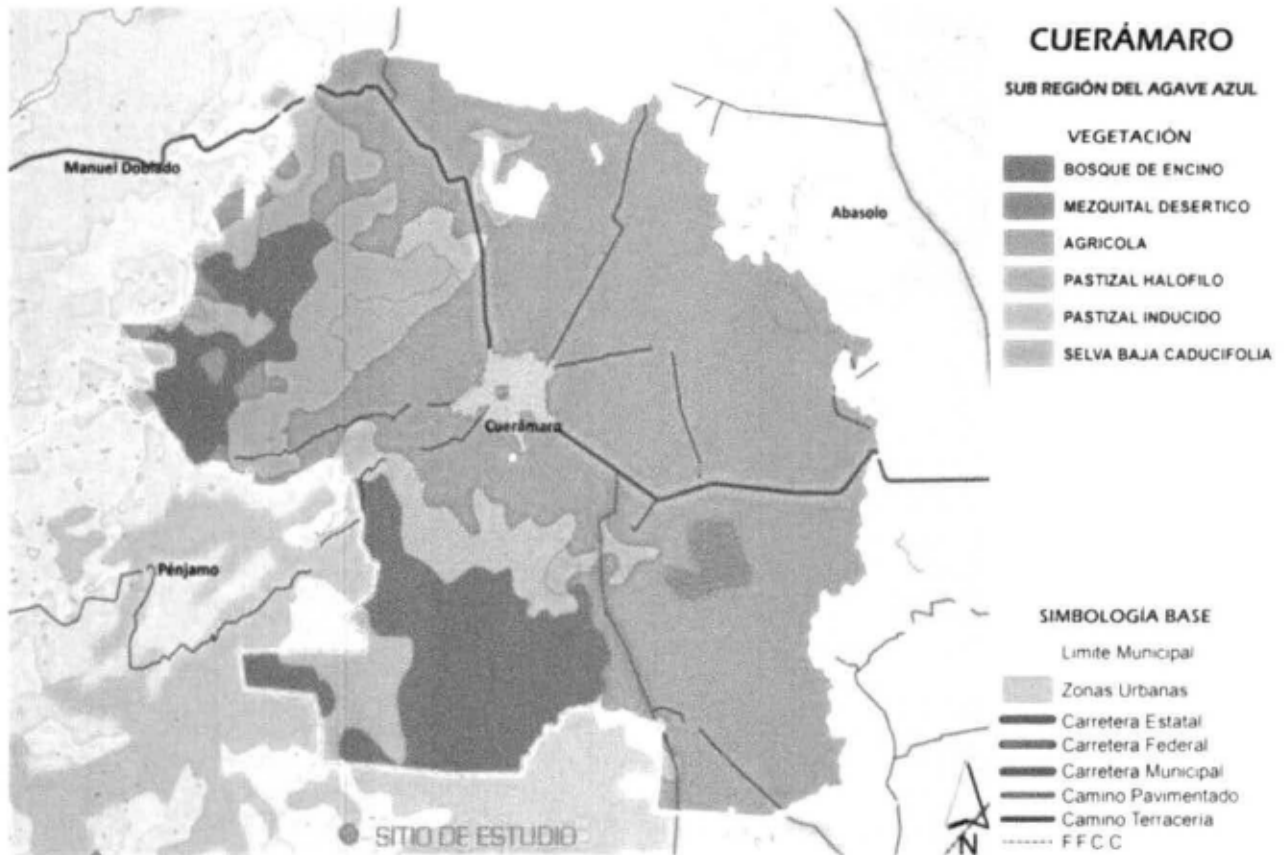 CUERÁMARO
SUB REGIÓN DEL AGAVE AZUL
VEGETACIÓN
BOSQUE DE ENCINO
MEZQUITAL DESERTICO
AGRICOLA
PASTIZAL HALOFILO
PASTIZAL INDUCIDO
SELVA BAJA CADUCIFOLIA
Manuel Doblado
Abasolo
Cuerámaro
Pénjamo
SITIO DE ESTUDIO
SIMBOLOGÍA BASE
Limite Municipal
Zonas Urbanas
Carretera Estatal
Carretera Federal
Carretera Municipal
Camino Pavimentado
Camino Terraceria
F F C C
N